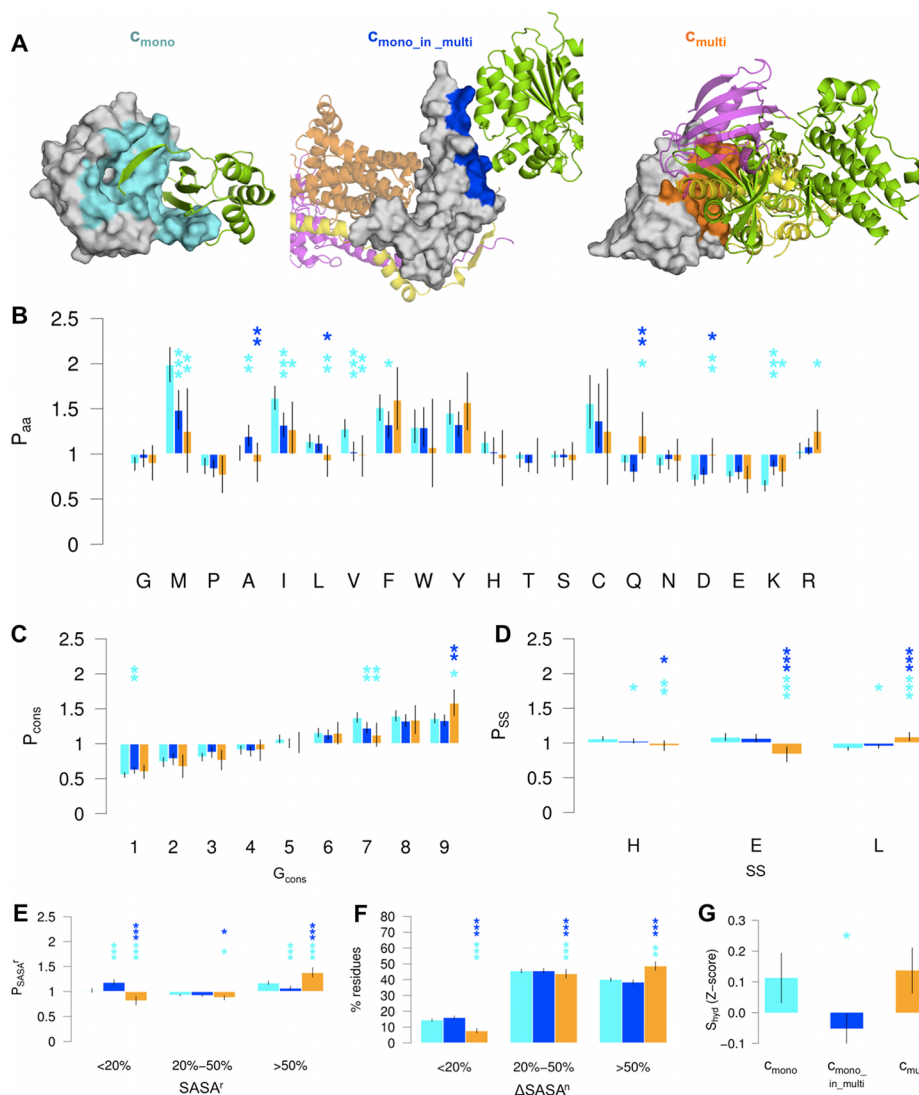 A
c_mono
c_mono_in _multi
c_multi
B
2.5
2
1.5
1
0.5
0
P_aa
** * ** *
*** ** ** *** * ** *** ** * * ** *** * *
G M P A I L V F W Y H T S C Q N D E K R
C
2.5
2
1.5
1
0.5
0
P_cons
** ** ** ** *
1 2 3 4 5 6 7 8 9
G_cons
D
2.5
2
1.5
1
0.5
0
P_SS
* * ** *** *** * *** ***
H E L
SS
E
2.5
2
1.5
1
0.5
0
P_SASA^r
*** *** *** * * *** *** ***
<20% 20%–50% >50%
SASA^r
F
80
70
60
50
40
30
20
10
0
% residues
*** *** *** *** *** **
<20% 20%–50% >50%
ΔSASA^n
G
0.3
0.2
0.1
0.0
−0.1
S_hyd (Z−score)
*
c_mono c_mono_ in_multi c_mu